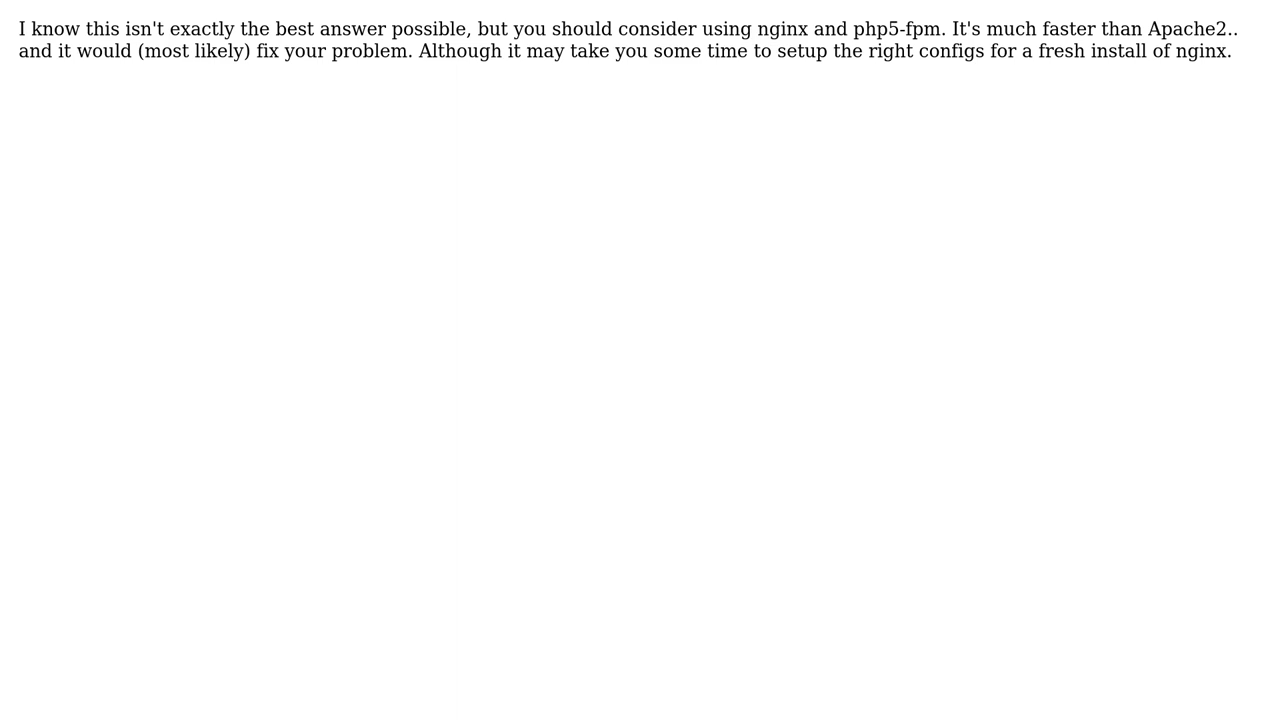 I know this isn't exactly the best answer possible, but you should consider using nginx and php5-fpm. It's much faster than Apache2..
and it would (most likely) fix your problem. Although it may take you some time to setup the right configs for a fresh install of nginx.